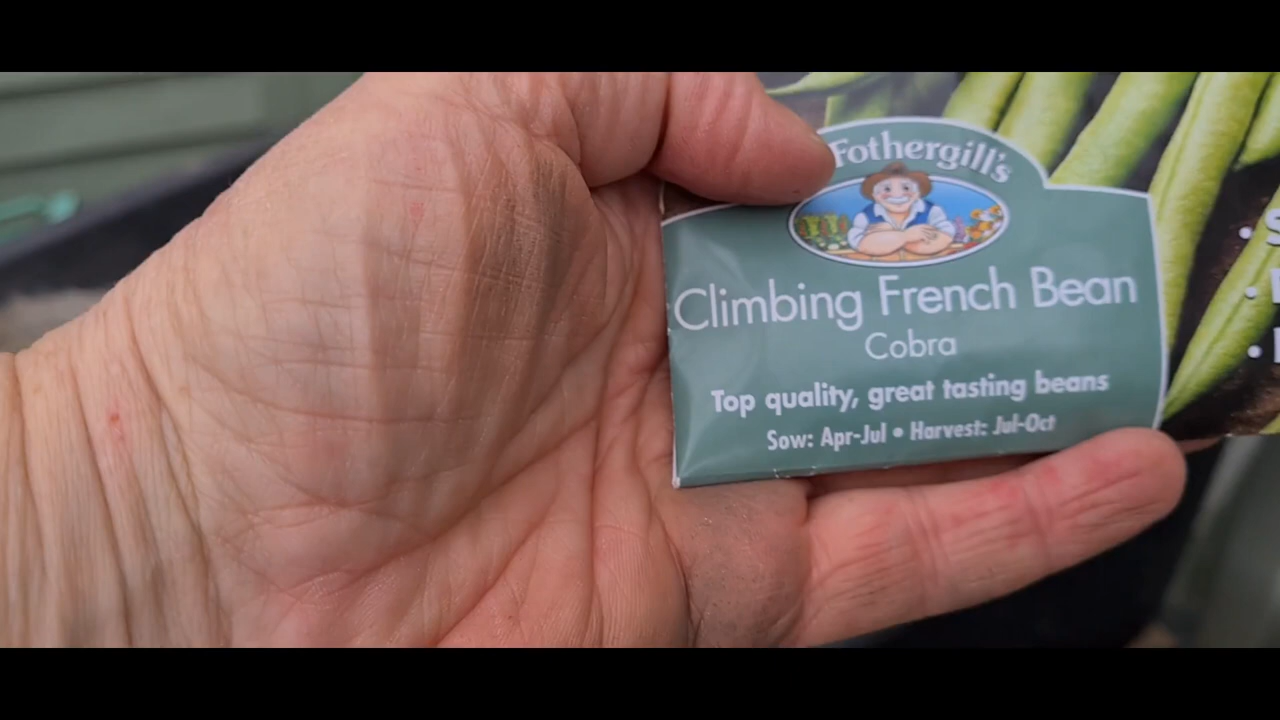 Fothergill's
Climbing French Bean
Cobra
Top quality, great tasting beans
Sow: Apr-Jul • Harvest: Jul-Oct